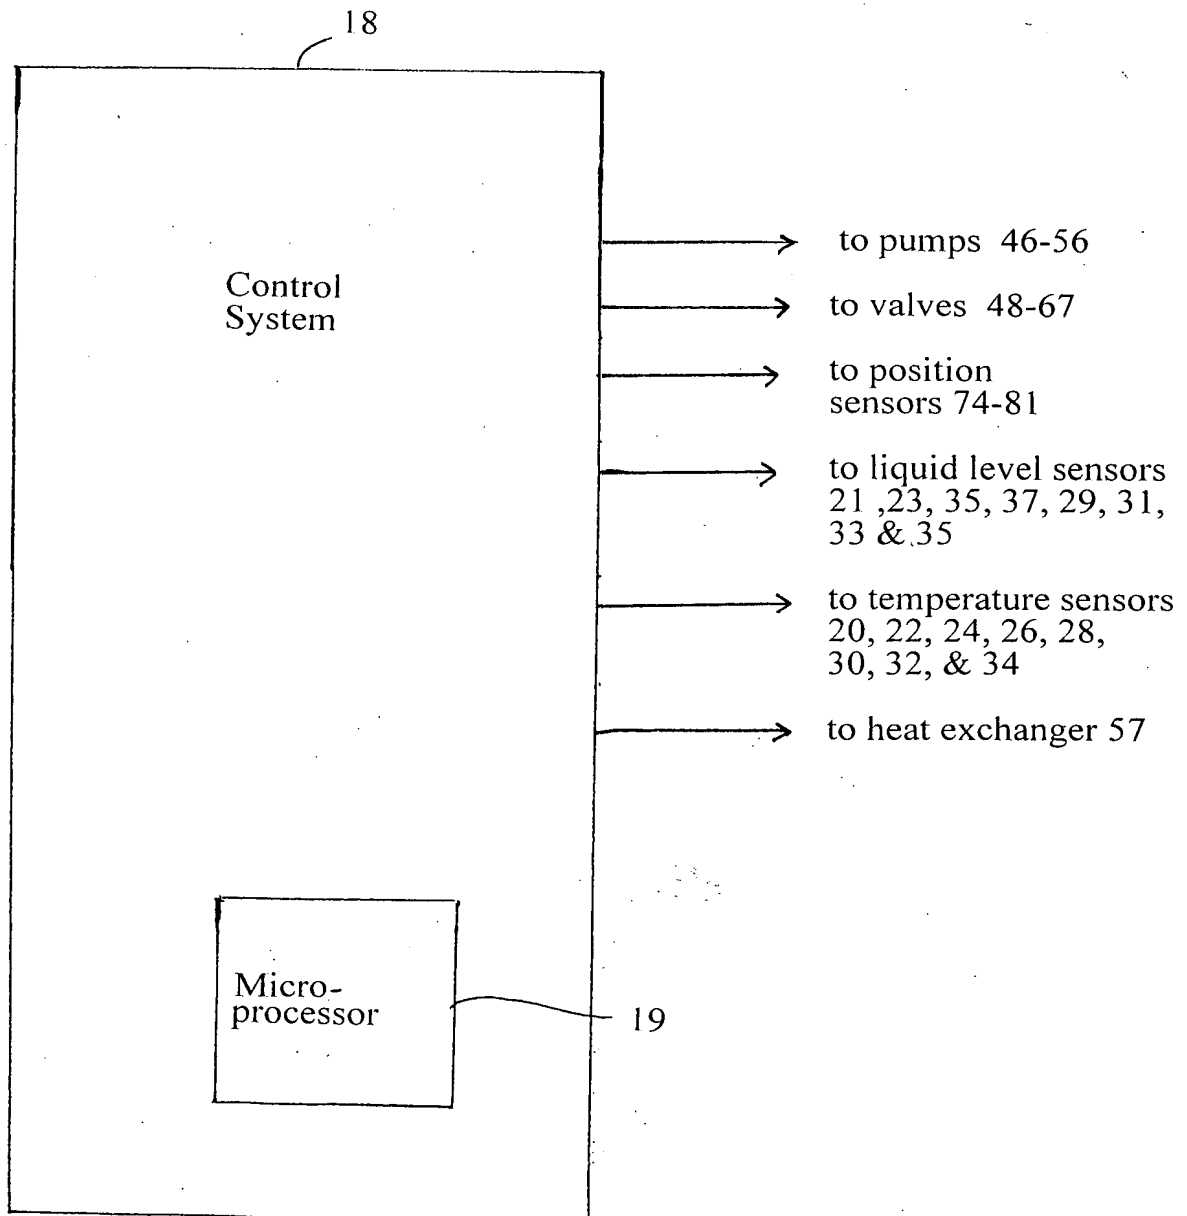 18
Control
System
to pumps 46-56
to valves 48-67
to position
sensors 74-81
to liquid level sensors
21 ,23, 35, 37, 29, 31,
33 & 35
to temperature sensors
20, 22, 24, 26, 28,
30, 32, & 34
to heat exchanger 57
Micro-
processor
19